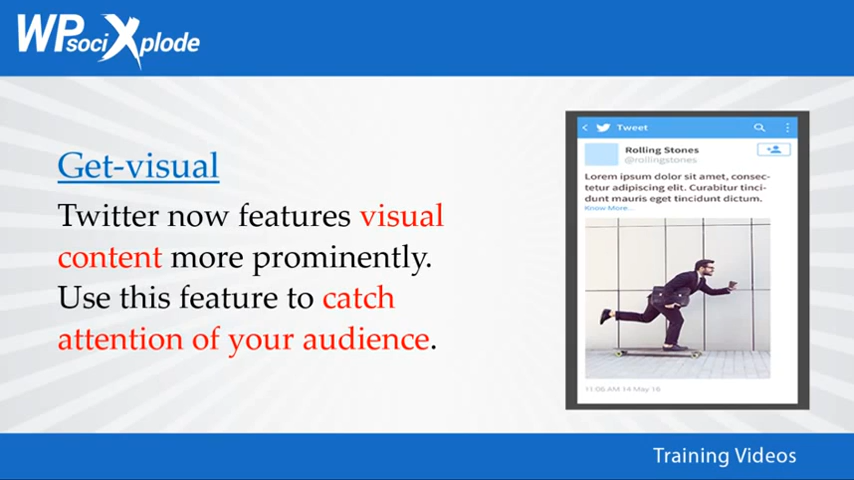 WP sociXplode
Get-visual
Twitter now features visual
content more prominently.
Use this feature to catch
attention of your audience.
Tweet
Rolling Stones
@rollingstones
Lorem ipsum dolor sit amet, consec-
tetur adipiscing elit. Curabitur tinci-
dunt mauris eget tincidunt dictum.
Know More...
11:06 AM 14 May 16
Training Videos